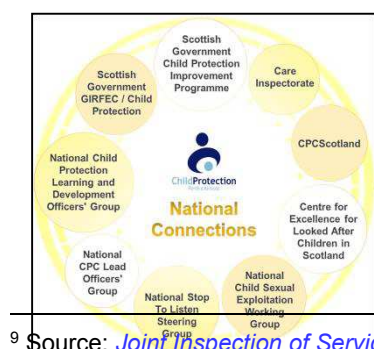 Scottish
Government
Child Protection
Improvement
Programme
Care
Inspectorate
CPCScotland
Centre for
Excellence for
Looked After
Children in
Scotland
National
Child Sexual
Exploitation
Working
Group
National Stop
To Listen
Steering
Group
National
CPC Lead
Officers'
Group
National Child
Protection
Learning and
Development
Officers' Group
Scottish
Government
GIRFEC / Child
Protection
ChildProtection
National
Connections
9 Source: Joint Inspection of Servic